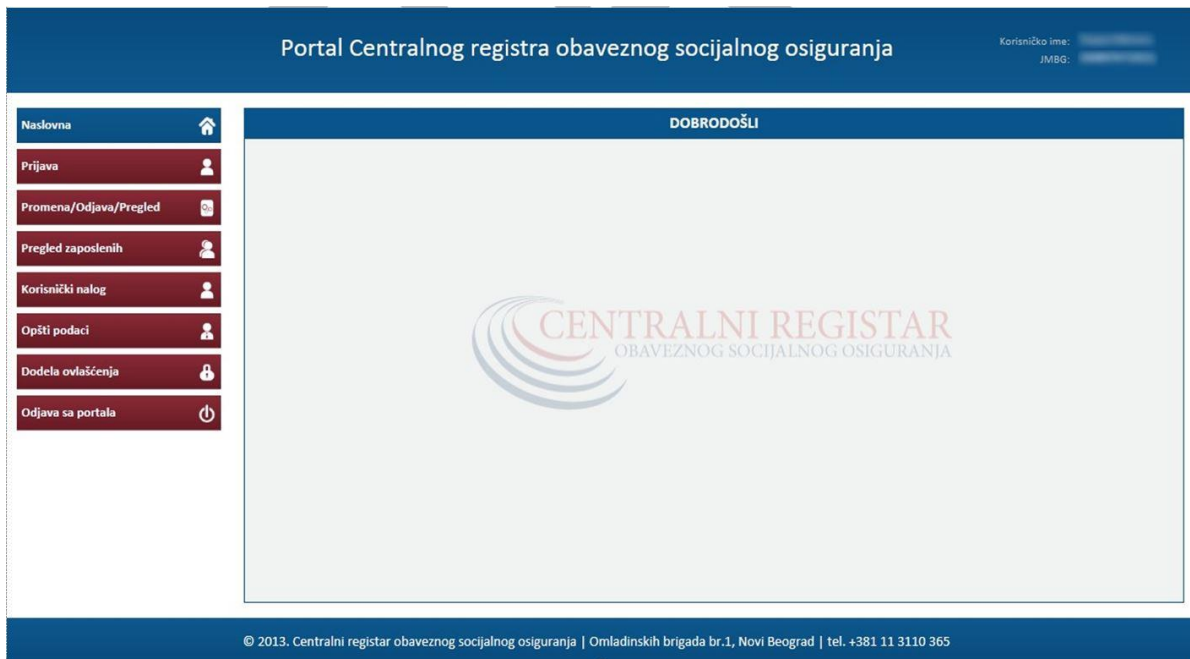 Portal Centralnog registra obaveznog socijalnog osiguranja
Korisničko ime:
JMBG:
Naslovna
Prijava
Promena/Odjava/Pregled
Pregled zaposlenih
Korisnički nalog
Opšti podaci
Dodela ovlašćenja
Odjava sa portala
DOBRODOŠLI
CENTRALNI REGISTAR
OBAVEZNOG SOCIJALNOG OSIGURANJA
© 2013. Centralni registar obaveznog socijalnog osiguranja | Omladinskih brigada br.1, Novi Beograd | tel. +381 11 3110 365